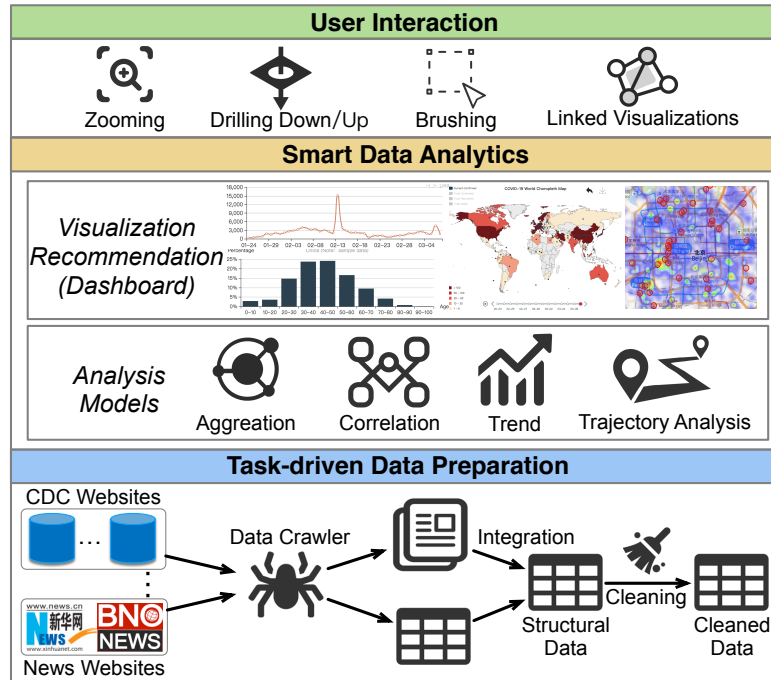 User Interaction
Zooming
Drilling Down/Up
Brushing
Linked Visualizations
Smart Data Analytics
Visualization
Recommendation
(Dashboard)
18,000
15,000
12,000
9,000
6,000
3,000
0
01-24 01-29 02-03 02-08 02-13 02-18 02-23 02-28 03-04
Percentage
25%
20%
15%
10%
5%
0%
0-10 10-20 20-30 30-40 40-50 50-60 60-70 70-80 80-90 90-100
Age
COVID-19 World Choropleth Map
北京
Beijing
Analysis
Models
Aggreation
Correlation
Trend
Trajectory Analysis
Task-driven Data Preparation
CDC Websites
...
Data Crawler
Integration
www.news.cn
新华网
NEWS
www.xinhuanet.com
BNO
NEWS
News Websites
Cleaning
Structural
Data
Cleaned
Data